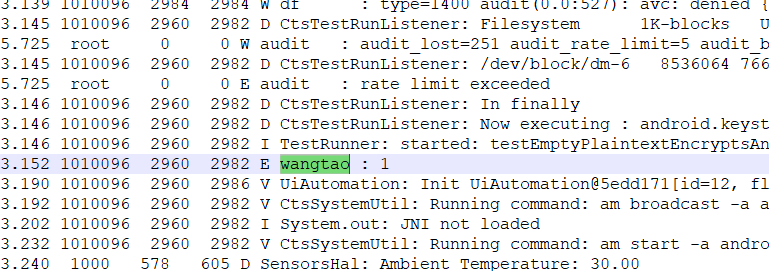 3.139 1010096 2984 2984 W df : type=1400 audit(0.0:527): avc: denied {
3.146 1010096 2960 2982 D CtsTestRunListener: Filesystem 1K-blocks U
5.725 root 0 0 W audit : audit_lost=251 audit_rate_limit=5 audit_b
3.146 1010096 2960 2982 D CtsTestRunListener: /dev/block/dm-6 8536064 766
5.725 root 0 0 E audit : rate limit exceeded
3.146 1010096 2960 2982 D CtsTestRunListener: In finally
3.146 1010096 2960 2982 D CtsTestRunListener: Now executing : android.keyst
3.146 1010096 2960 2982 I TestRunner: started: testEmptyPlaintextEncryptsAn
3.152 1010096 2960 2982 E wangtao : 1
3.190 1010096 2960 2986 V UiAutomation: Init UiAutomation@5edd171[id=12, fl
3.192 1010096 2960 2982 V CtsSystemUtil: Running command: am broadcast -a a
3.202 1010096 2960 2982 I System.out: JNI not loaded
3.232 1010096 2960 2982 V CtsSystemUtil: Running command: am start -a andro
3.240 1000 578 605 D SensorsHal: Ambient Temperature: 30.00